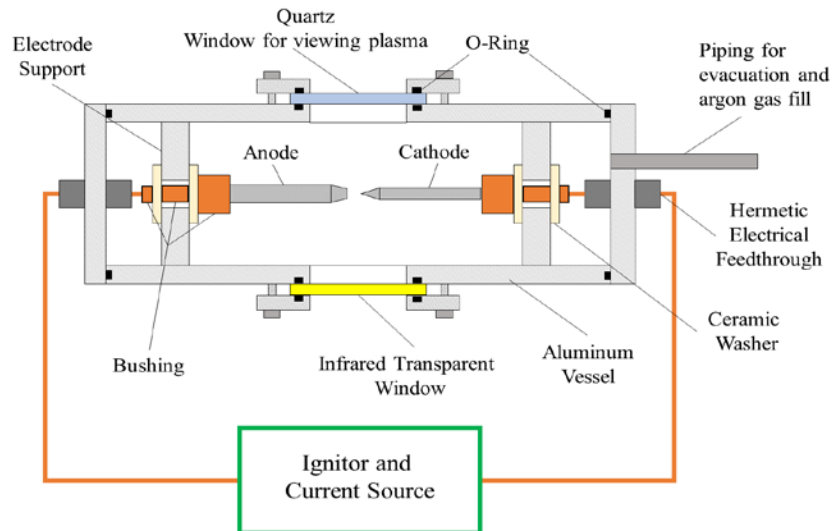 Quartz
Window for viewing plasma
Electrode
Support
O-Ring
Piping for
evacuation and
argon gas fill
Anode
Cathode
Hermetic
Electrical
Feedthrough
Ceramic
Washer
Aluminum
Vessel
Infrared Transparent
Window
Bushing
Ignitor and
Current Source